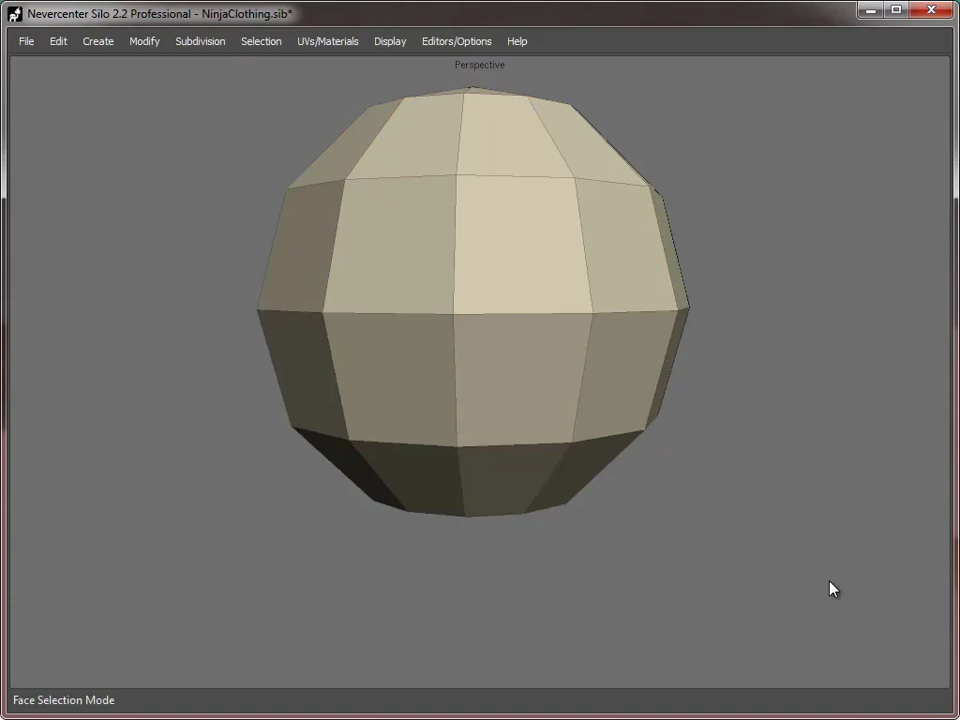 Nevercenter Silo 2.2 Professional - NinjaClothing.sib*
File Edit Create Modify Subdivision Selection UVs/Materials Display Editors/Options Help
Perspective
Face Selection Mode